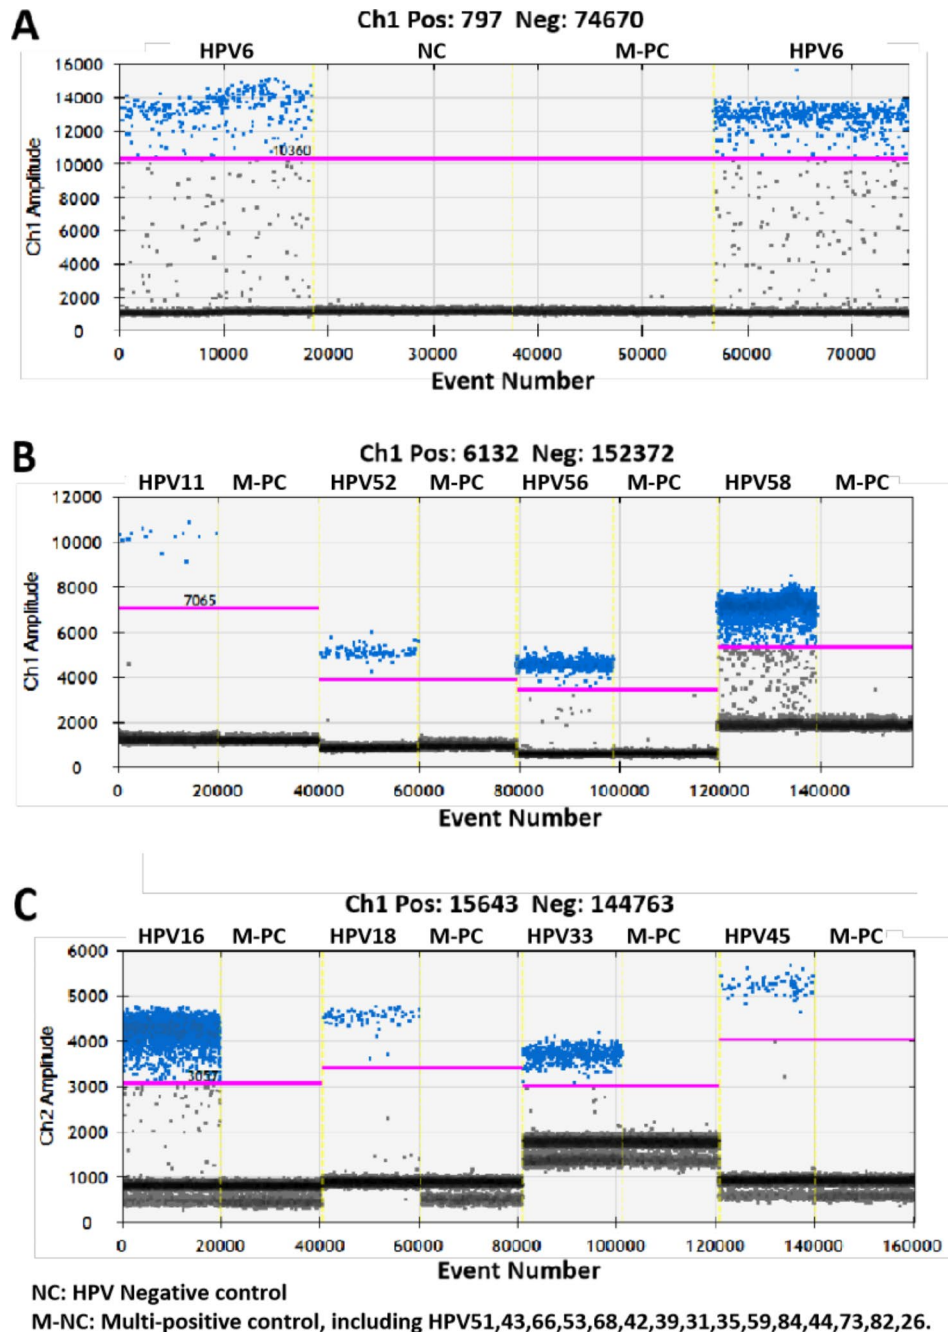 A
Ch1 Pos: 797 Neg: 74670
HPV6 NC M-PC HPV6
16000
14000
12000
10000
8000
6000
4000
2000
0
Ch1 Amplitude
10360
0 10000 20000 30000 40000 50000 60000 70000
Event Number
B
Ch1 Pos: 6132 Neg: 152372
HPV11 M-PC HPV52 M-PC HPV56 M-PC HPV58 M-PC
12000
10000
8000
6000
4000
2000
0
Ch1 Amplitude
7065
0 20000 40000 60000 80000 100000 120000 140000
Event Number
C
Ch1 Pos: 15643 Neg: 144763
HPV16 M-PC HPV18 M-PC HPV33 M-PC HPV45 M-PC
6000
5000
4000
3000
2000
1000
0
Ch2 Amplitude
0 20000 40000 60000 80000 100000 120000 140000 160000
Event Number
NC: HPV Negative control
M-NC: Multi-positive control, including HPV51,43,66,53,68,42,39,31,35,59,84,44,73,82,26.